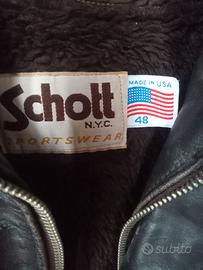 Schott
N.Y.C.
SPORTSWEAR
MADE IN USA
48
subito